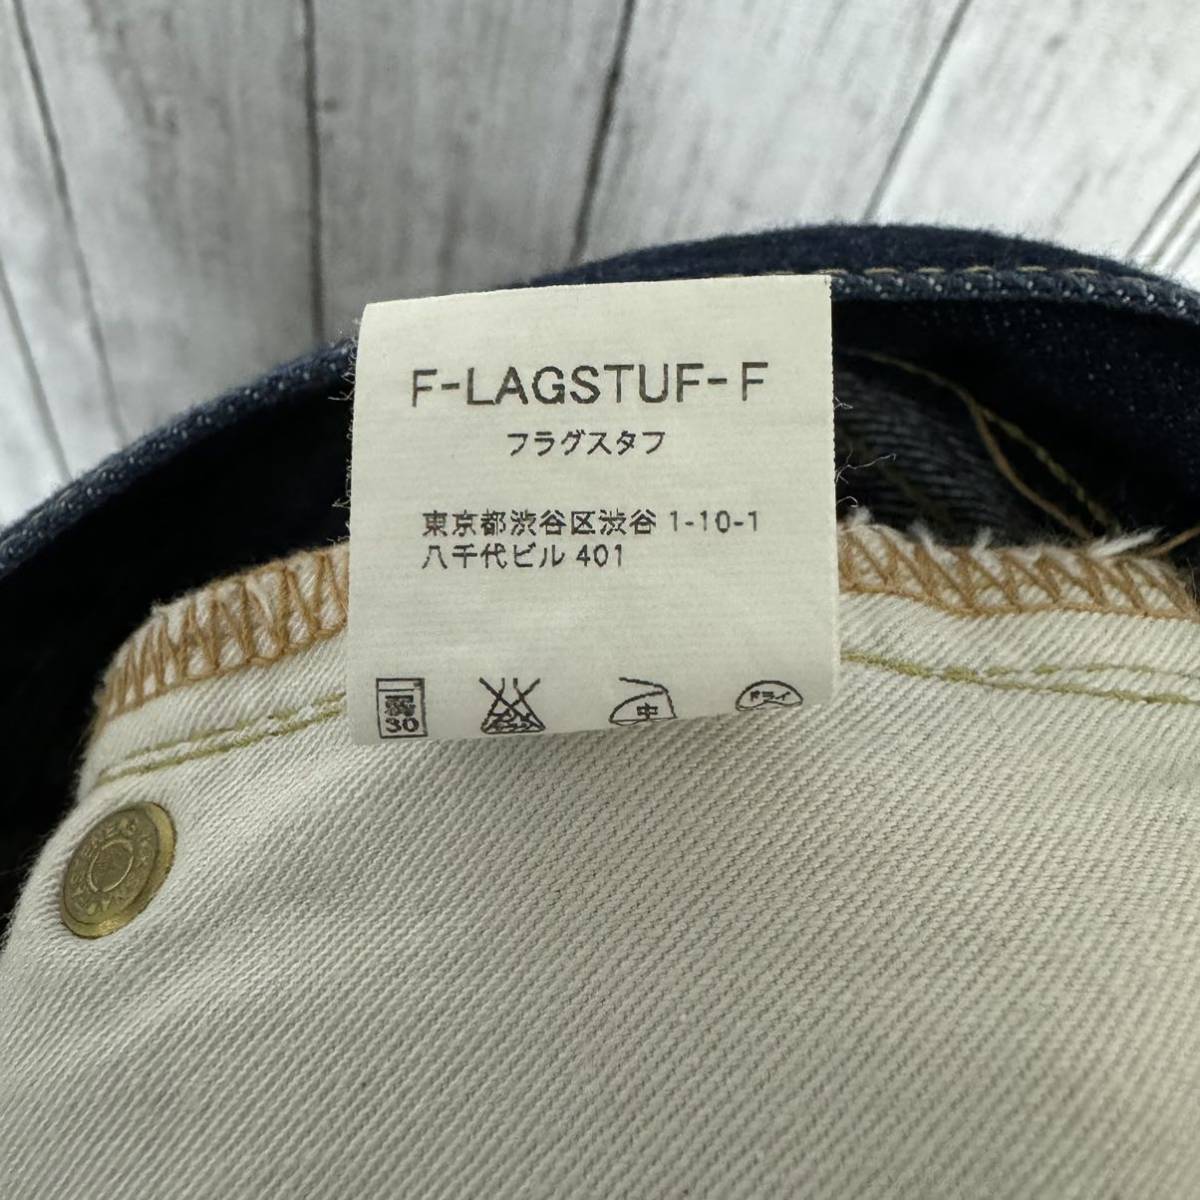 F-LAGSTUF-F
フラグスタフ
東京都渋谷区渋谷 1-10-1
八千代ビル 401
30 中 ドライ